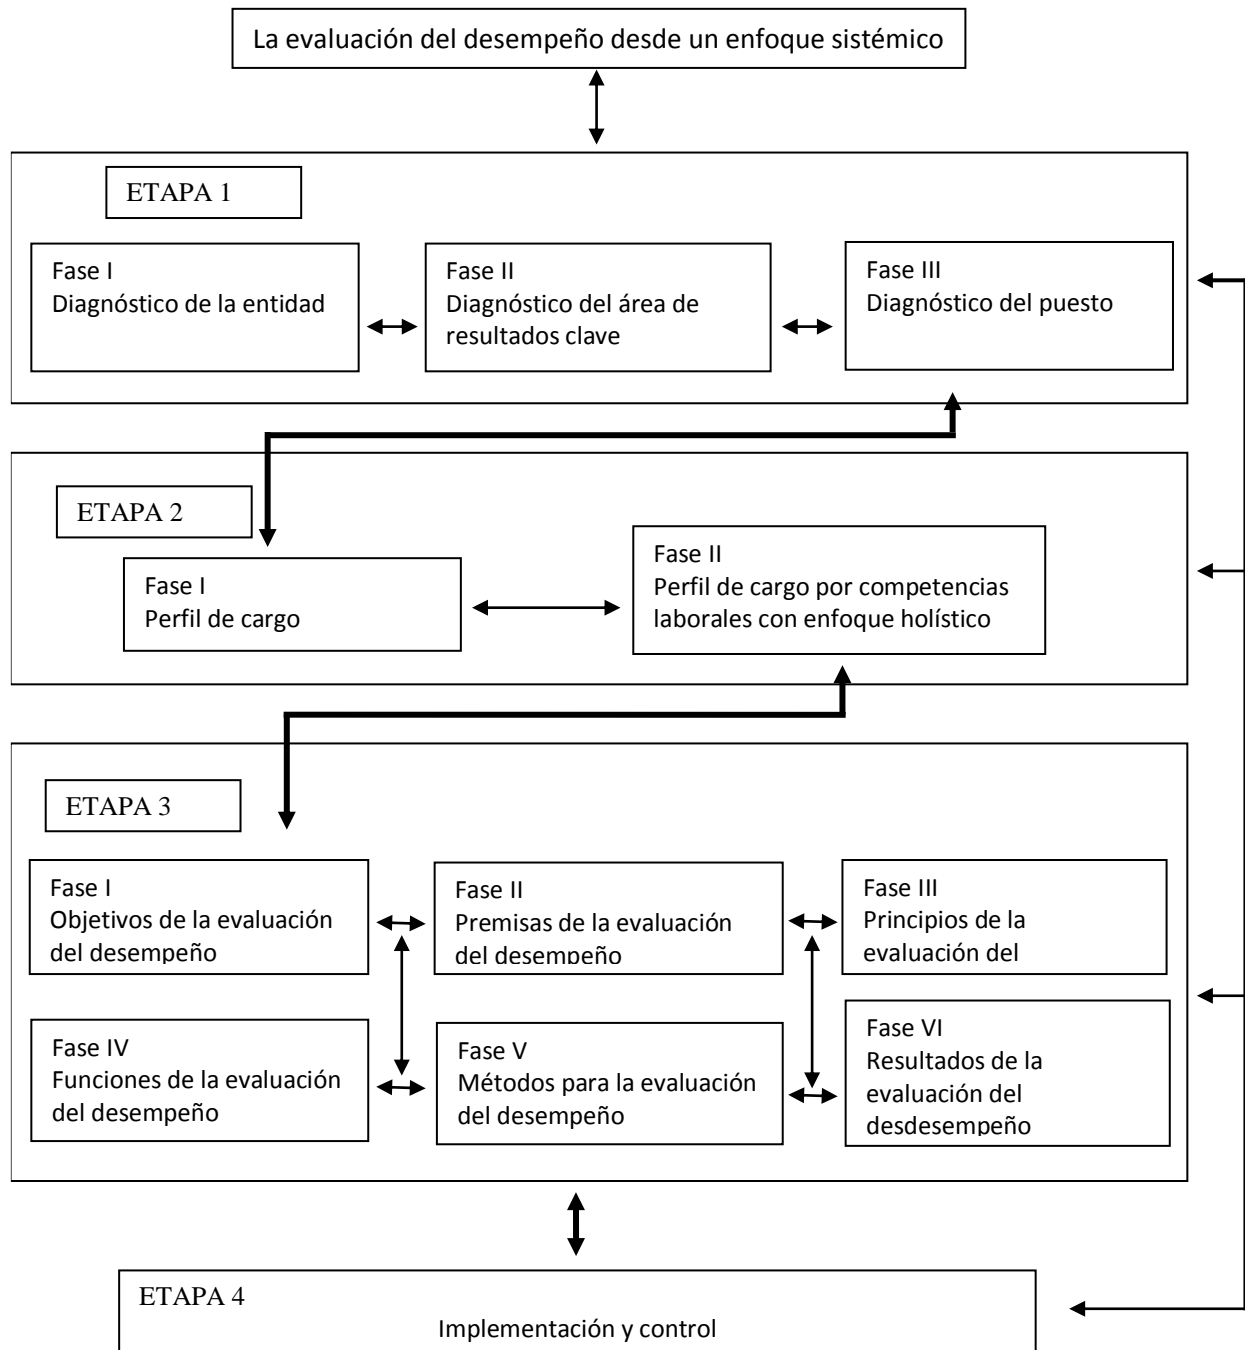 La evaluación del desempeño desde un enfoque sistémico
ETAPA 1
Fase I
Diagnóstico de la entidad
Fase II
Diagnóstico del área de
resultados clave
Fase III
Diagnóstico del puesto
ETAPA 2
Fase I
Perfil de cargo
Fase II
Perfil de cargo por competencias
laborales con enfoque holístico
ETAPA 3
Fase I
Objetivos de la evaluación
del desempeño
Fase II
Premisas de la evaluación
del desempeño
Fase III
Principios de la
evaluación del
Fase IV
Funciones de la evaluación
del desempeño
Fase V
Métodos para la evaluación
del desempeño
Fase VI
Resultados de la
evaluación del
desdesempeño
ETAPA 4
Implementación y control